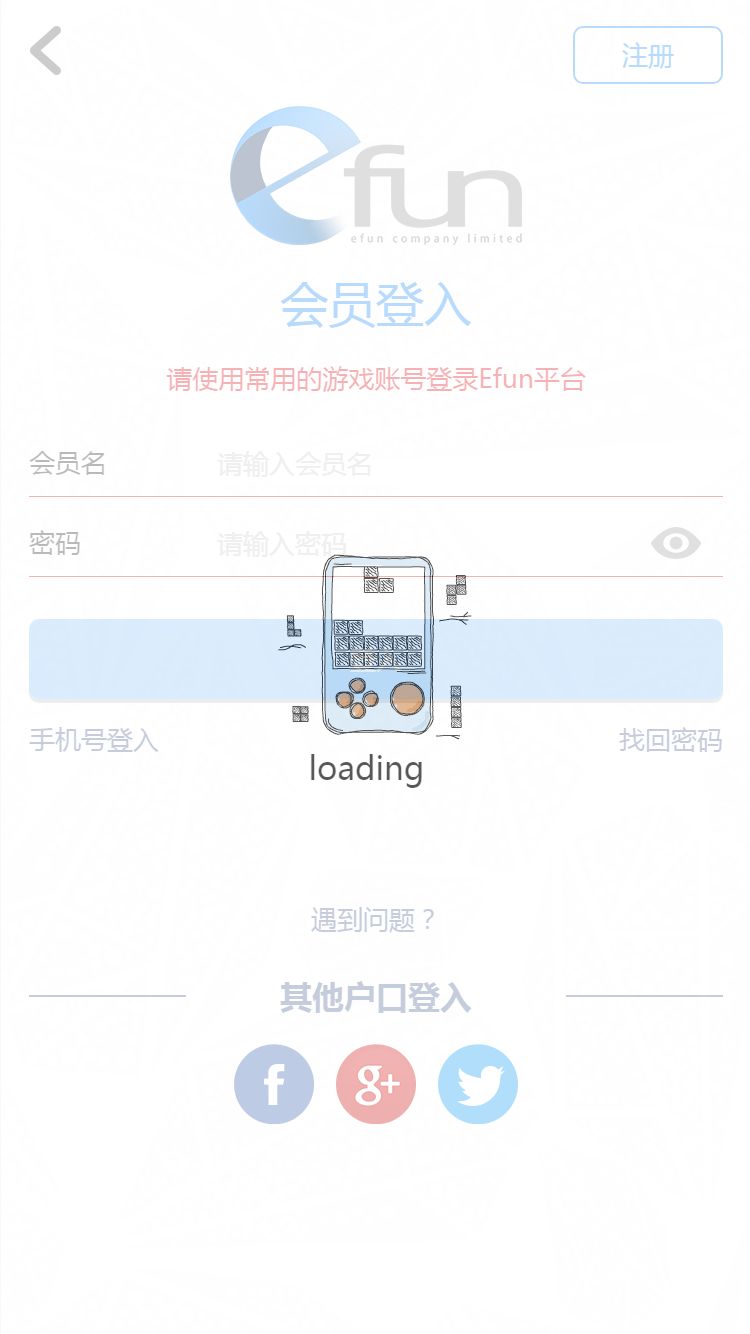 注册
efun
efun company limited
会员登入
请使用常用的游戏账号登录Efun平台
会员名 请输入会员名
密码 请输入密码
手机号登入 找回密码
loading
遇到问题？
其他户口登入
f g+